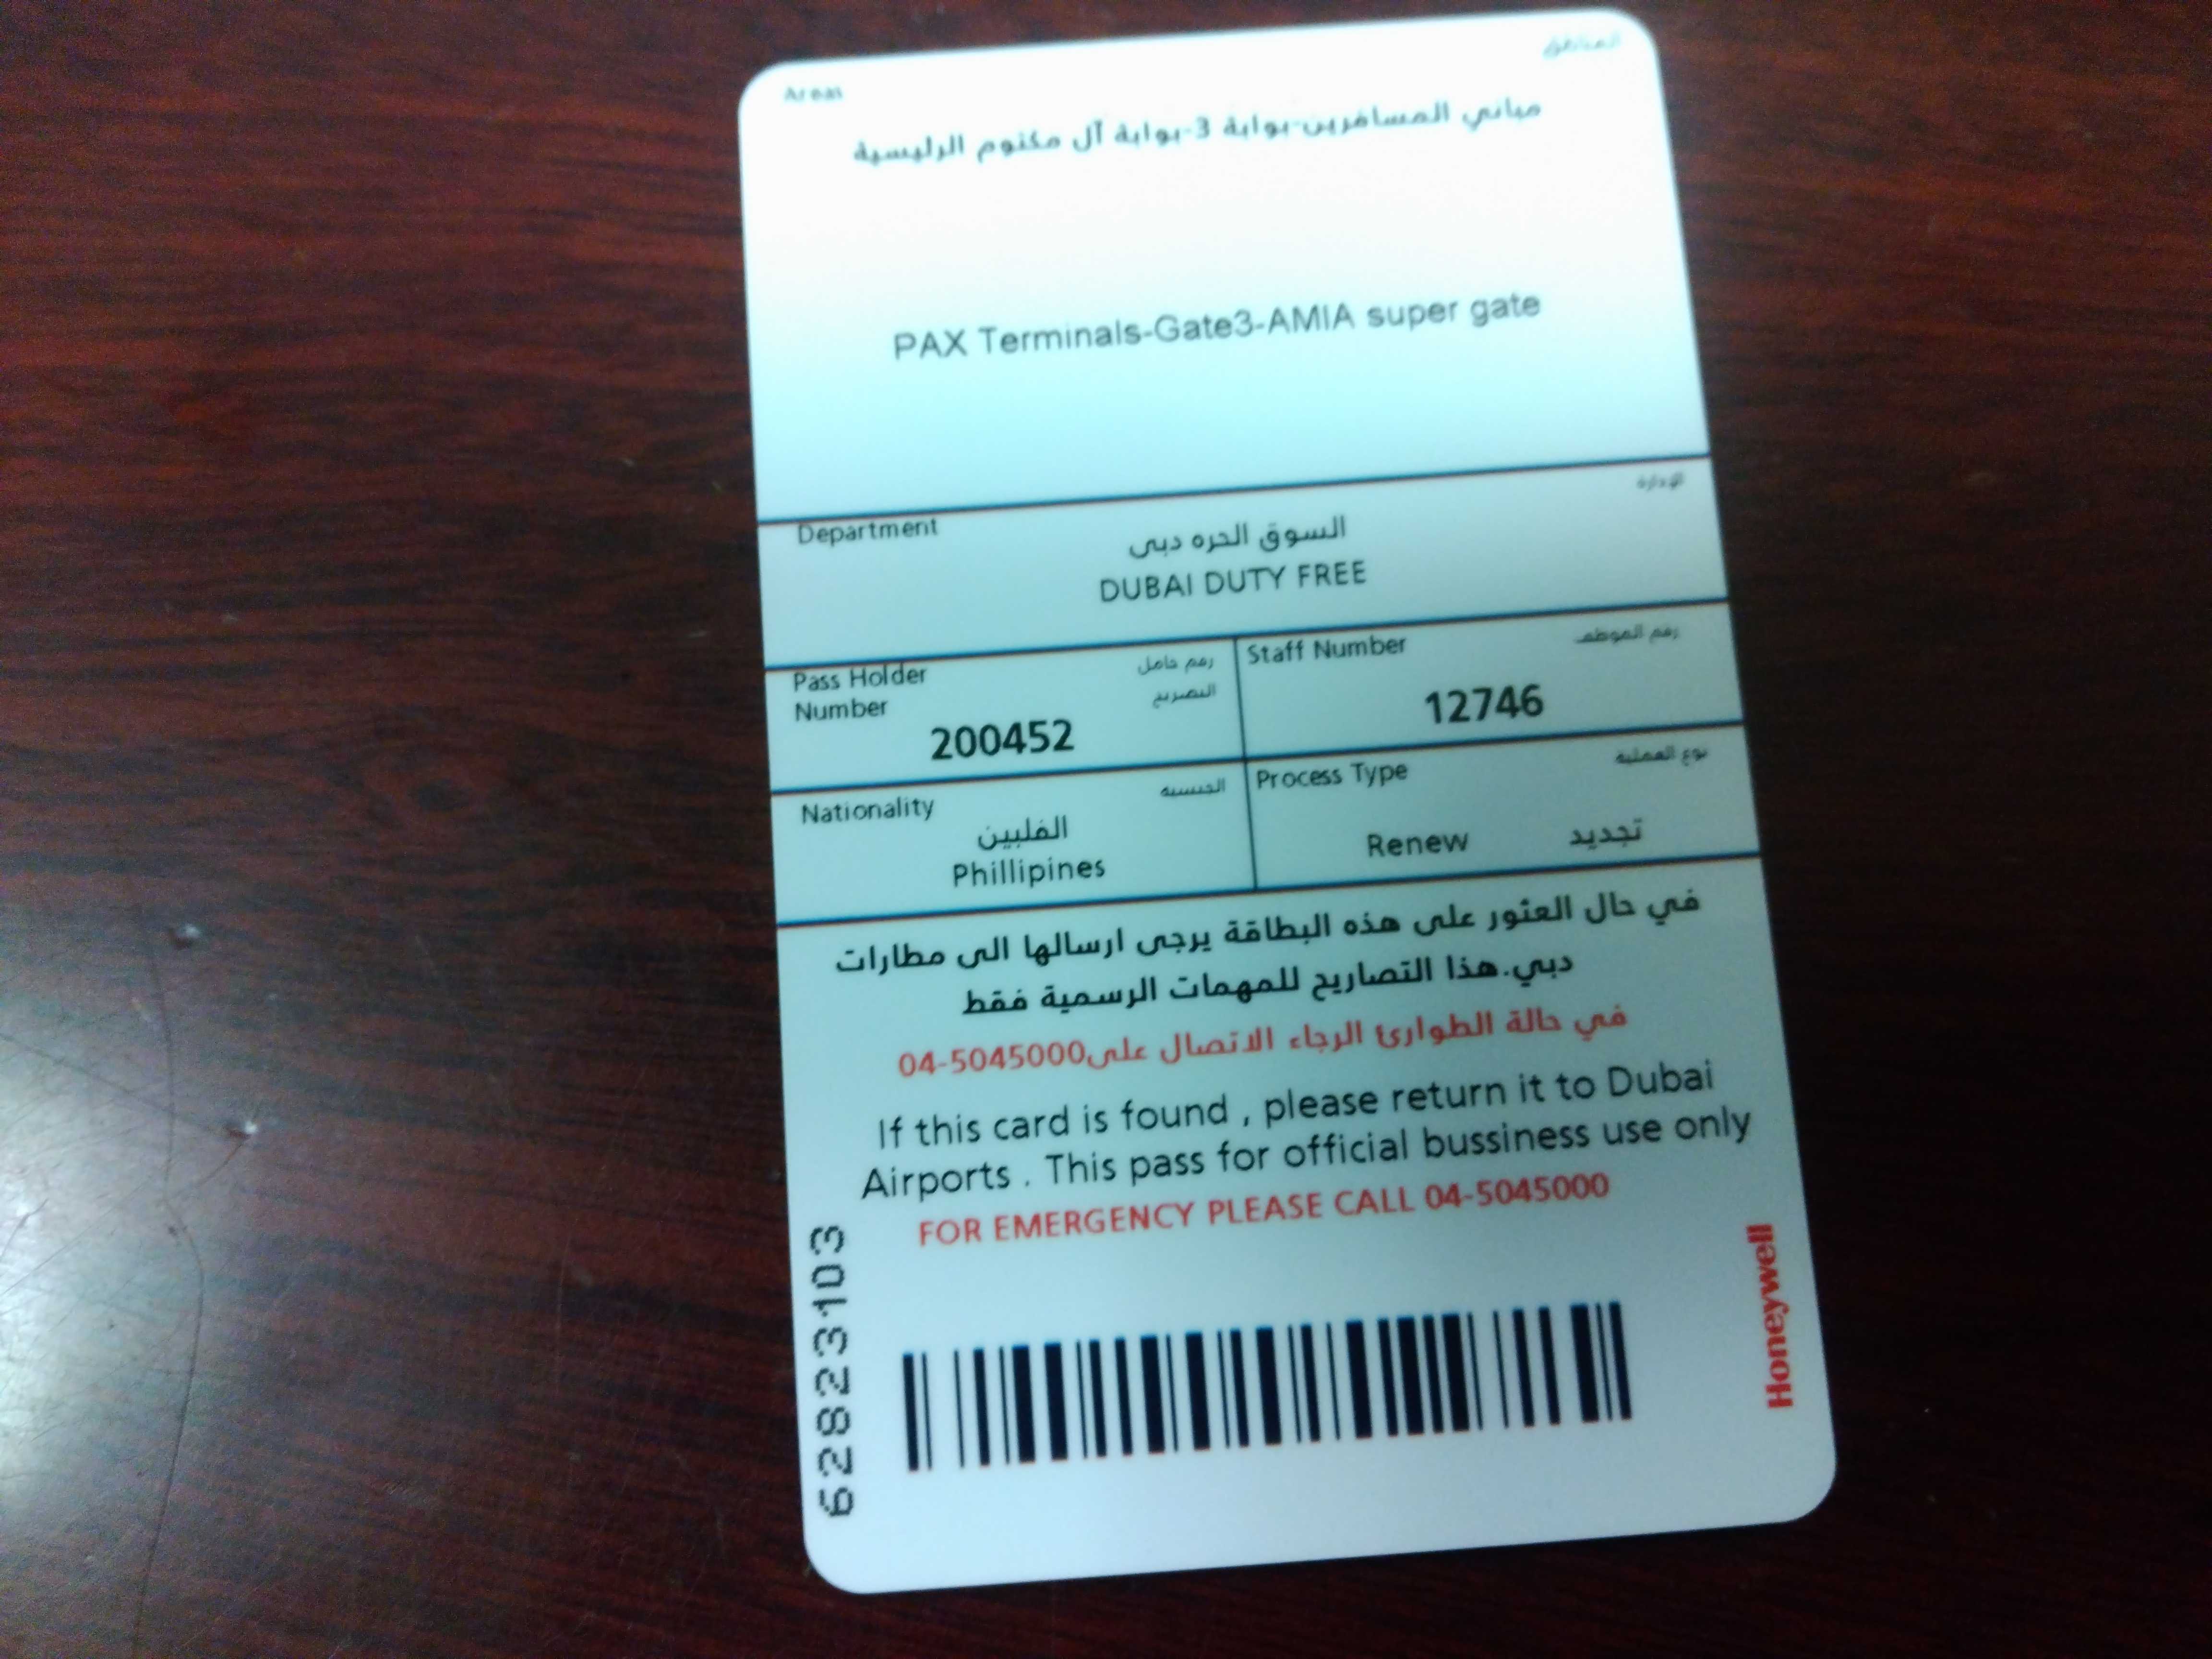 Areas المناطق
مباني المسافرين-بوابة 3-بوابة آل مكتوم الرئيسية
PAX Terminals-Gate3-AMIA super gate
Department الإدارة
السوق الحره دبى
DUBAI DUTY FREE
Pass Holder Number رقم حامل التصريح
200452
Staff Number رقم الموظف
12746
Nationality الجنسية
الفلبين
Phillipines
Process Type نوع العملية
Renew تجديد
في حال العثور على هذه البطاقة يرجى ارسالها الى مطارات
دبي.هذا التصاريح للمهمات الرسمية فقط
في حالة الطوارئ الرجاء الاتصال على04-5045000
If this card is found , please return it to Dubai
Airports . This pass for official bussiness use only
FOR EMERGENCY PLEASE CALL 04-5045000
62823103
Honeywell